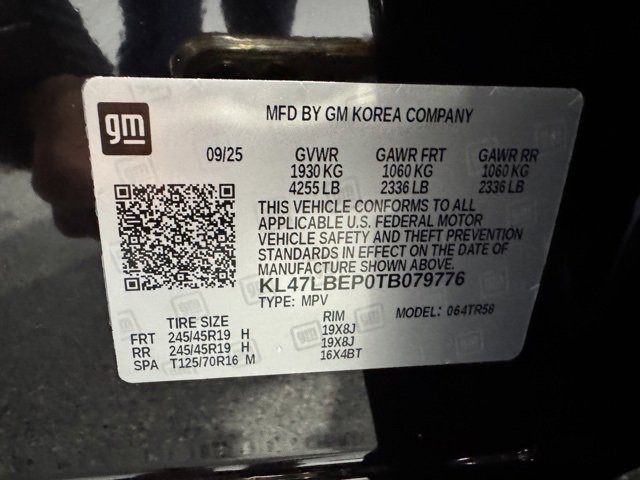 gm
MFD BY GM KOREA COMPANY
09/25 GVWR GAWR FRT GAWR RR
1930 KG 1060 KG 1060 KG
4255 LB 2336 LB 2336 LB
THIS VEHICLE CONFORMS TO ALL
APPLICABLE U.S. FEDERAL MOTOR
VEHICLE SAFETY AND THEFT PREVENTION
STANDARDS IN EFFECT ON THE DATE OF
MANUFACTURE SHOWN ABOVE.
KL47LBEP0TB079776
TYPE: MPV MODEL: 064TR58
TIRE SIZE RIM
FRT 245/45R19 H 19X8J
RR 245/45R19 H 19X8J
SPA T125/70R16 M 16X4BT